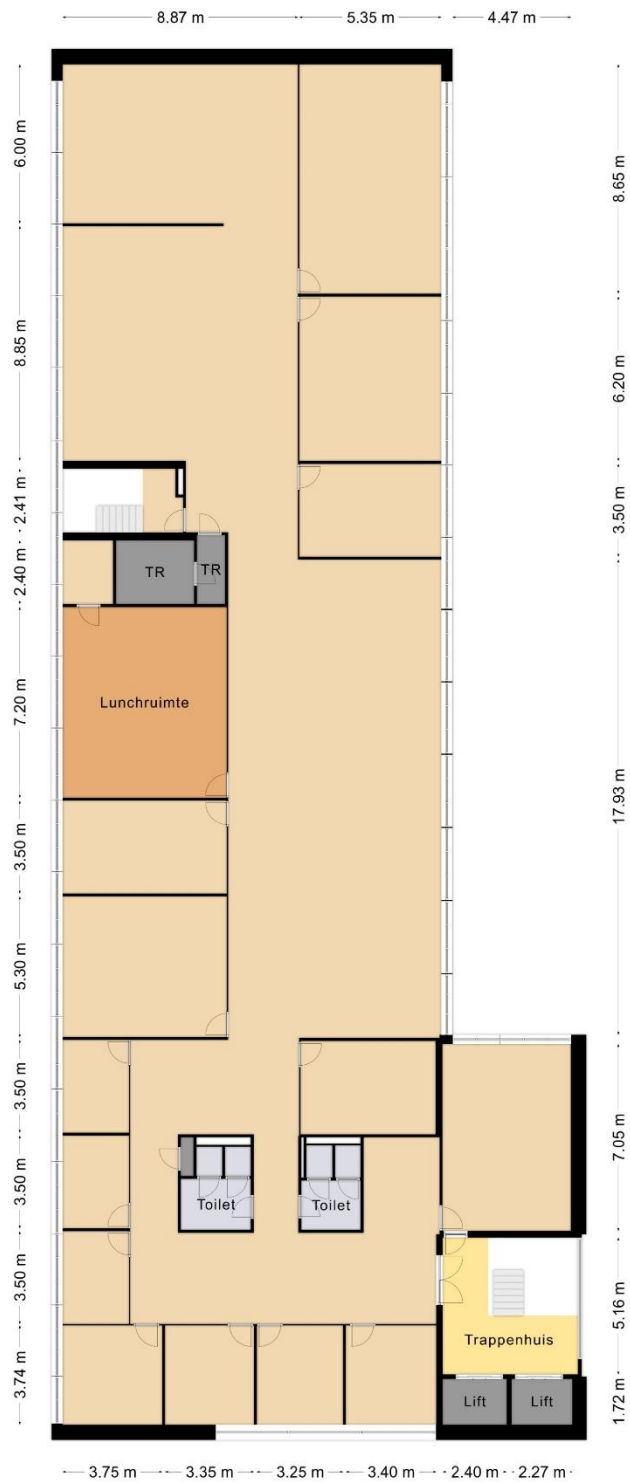 8.87 m
5.35 m
4.47 m
6.00 m
8.85 m
2.41 m
2.40 m
7.20 m
3.50 m
5.30 m
3.50 m
3.50 m
3.50 m
3.74 m
8.65 m
6.20 m
3.50 m
17.93 m
7.05 m
5.16 m
1.72 m
TR
TR
Lunchruimte
Toilet
Toilet
Trappenhuis
Lift
Lift
3.75 m
3.35 m
3.25 m
3.40 m
2.40 m
2.27 m